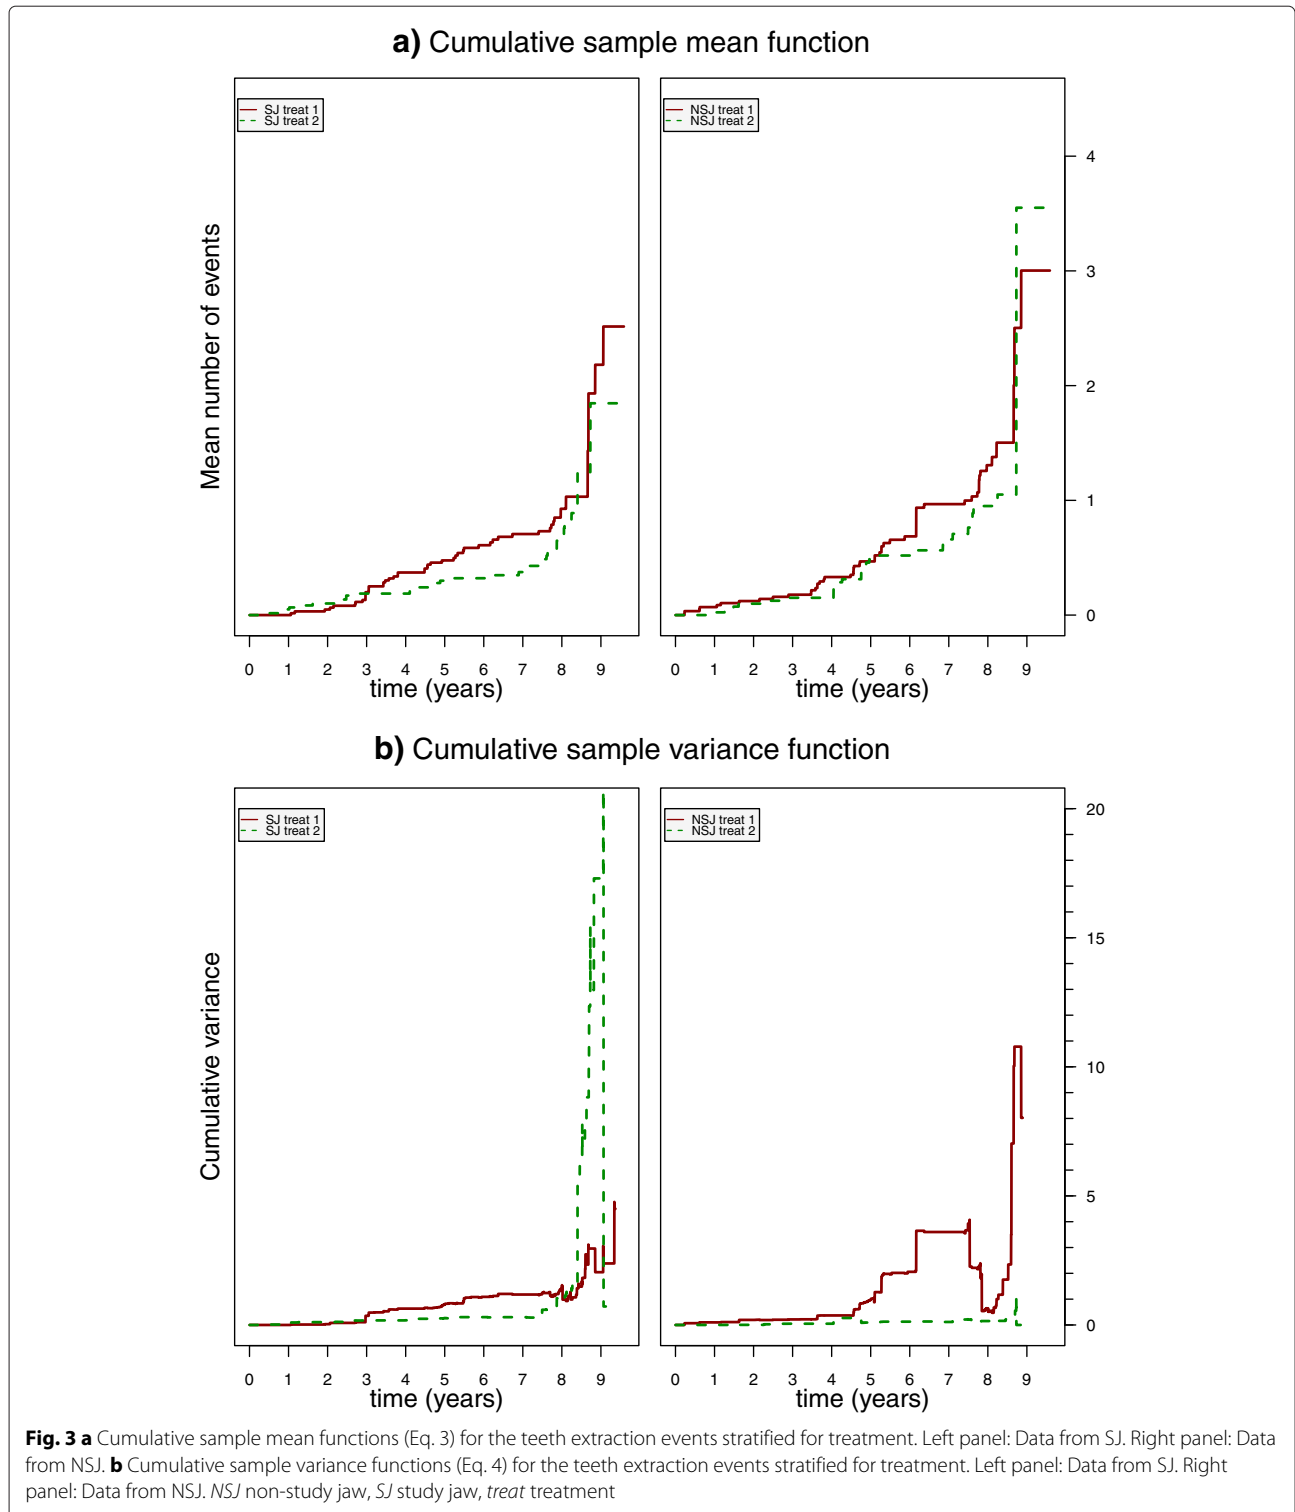 a) Cumulative sample mean function
SJ treat 1
SJ treat 2
NSJ treat 1
NSJ treat 2
Mean number of events
4
3
2
1
0
0 1 2 3 4 5 6 7 8 9
0 1 2 3 4 5 6 7 8 9
time (years)
time (years)
b) Cumulative sample variance function
SJ treat 1
SJ treat 2
NSJ treat 1
NSJ treat 2
Cumulative variance
20
15
10
5
0
0 1 2 3 4 5 6 7 8 9
0 1 2 3 4 5 6 7 8 9
time (years)
time (years)
Fig. 3 a Cumulative sample mean functions (Eq. 3) for the teeth extraction events stratified for treatment. Left panel: Data from SJ. Right panel: Data
from NSJ. b Cumulative sample variance functions (Eq. 4) for the teeth extraction events stratified for treatment. Left panel: Data from SJ. Right
panel: Data from NSJ. NSJ non-study jaw, SJ study jaw, treat treatment